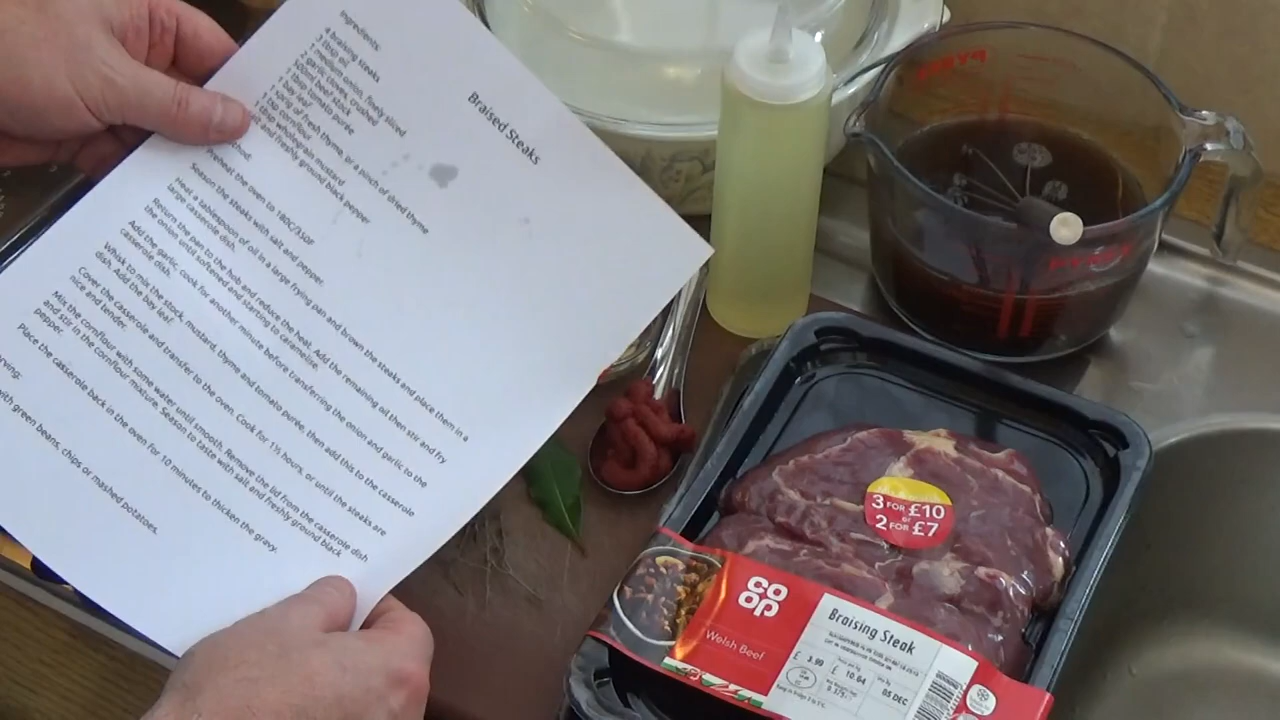 Braised Steaks
Ingredients:
4 braising steaks
3 tbsp oil
1 medium onion, finely sliced
2 garlic cloves, crushed
beef stock
1 bay leaf
1 tbsp tomato purée
1 sprig of fresh thyme, or a pinch of dried thyme
1 tsp cornflour
1 tbsp wholegrain mustard
and freshly ground black pepper
Preheat the oven to 180C/350F
Season the steaks with salt and pepper.
Heat a tablespoon of oil in a large frying pan and brown the steaks and place them in a
large casserole dish.
Return the pan to the hob and reduce the heat. Add the remaining oil then stir and fry
the onion until softened and starting to caramelise.
Add the garlic, cook for another minute before transferring the onion and garlic to the
casserole dish.
Whisk to mix the stock, mustard, thyme and tomato purée, then add this to the casserole
dish. Add the bay leaf.
Cover the casserole and transfer to the oven. Cook for 1½ hours, or until the steaks are
nice and tender.
Mix the cornflour with some water until smooth. Remove the lid from the casserole dish
and stir in the cornflour mixture. Season to taste with salt and freshly ground black
pepper.
Place the casserole back in the oven for 10 minutes to thicken the gravy.
with green beans, chips or mashed potatoes.
PYREX
3 FOR £10
or
2 FOR £7
CO
OP
Welsh Beef
Braising Steak
£ 3.99 £ 10.64 05 DEC